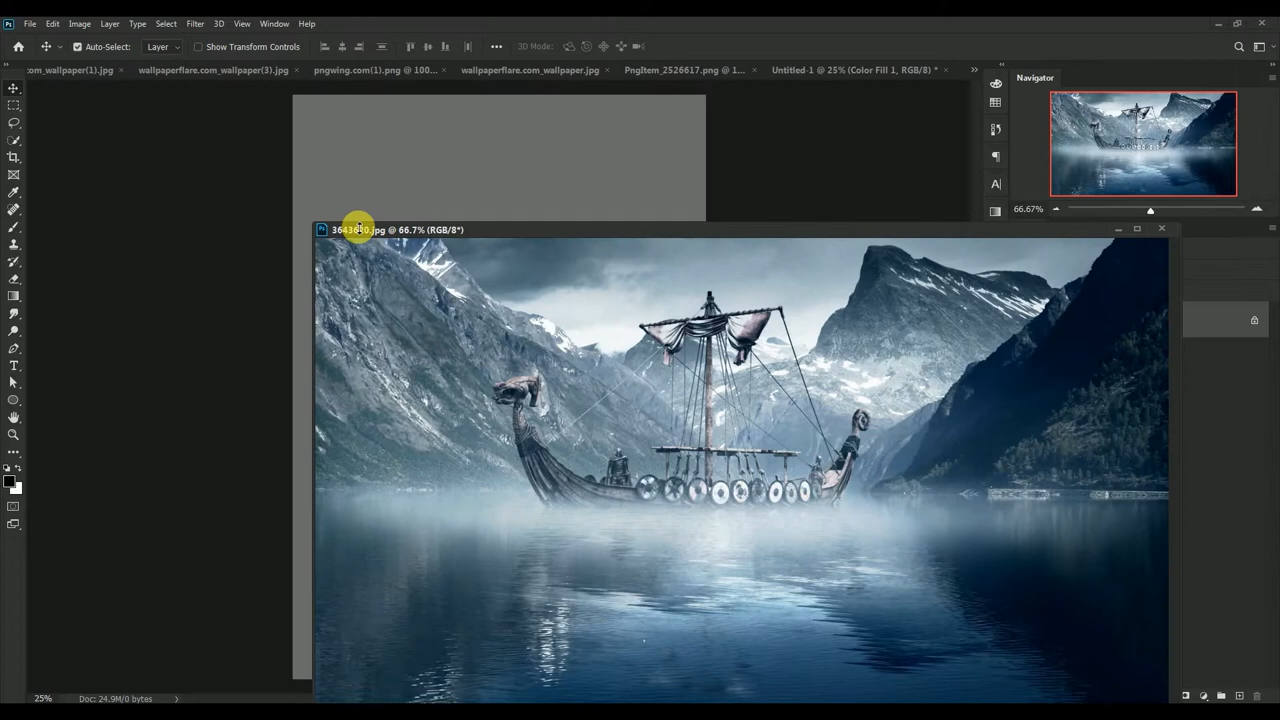 Ps File Edit Image Layer Type Select Filter 3D View Window Help
Auto-Select: Layer Show Transform Controls 3D Mode:
com_wallpaper(1).jpg wallpaperflare.com_wallpaper(3).jpg pngwing.com(1).png @ 100... wallpaperflare.com_wallpaper.jpg PngItem_2526617.png @ 1... Untitled-1 @ 25% (Color Fill 1, RGB/8) *
Navigator
66.67%
.jpg @ 66.7% (RGB/8*)
25% Doc: 24.9M/0 bytes